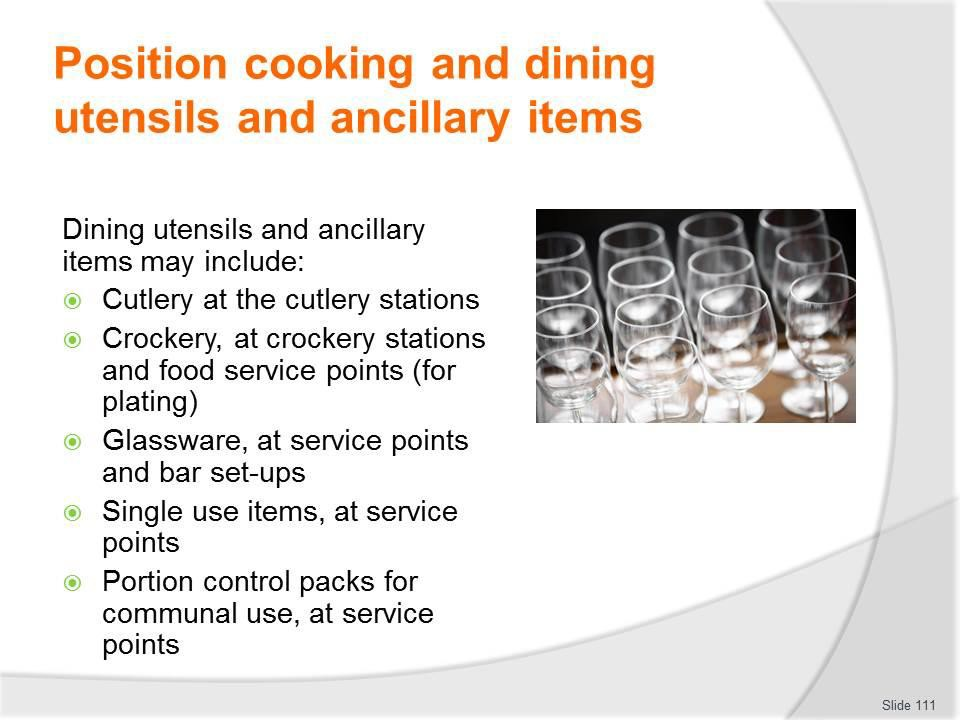 Position cooking and dining
utensils and ancillary items
Dining utensils and ancillary
items may include:
Cutlery at the cutlery stations
Crockery, at crockery stations
and food service points (for
plating)
Glassware, at service points
and bar set-ups
Single use items, at service
points
Portion control packs for
communal use, at service
points
Slide 111